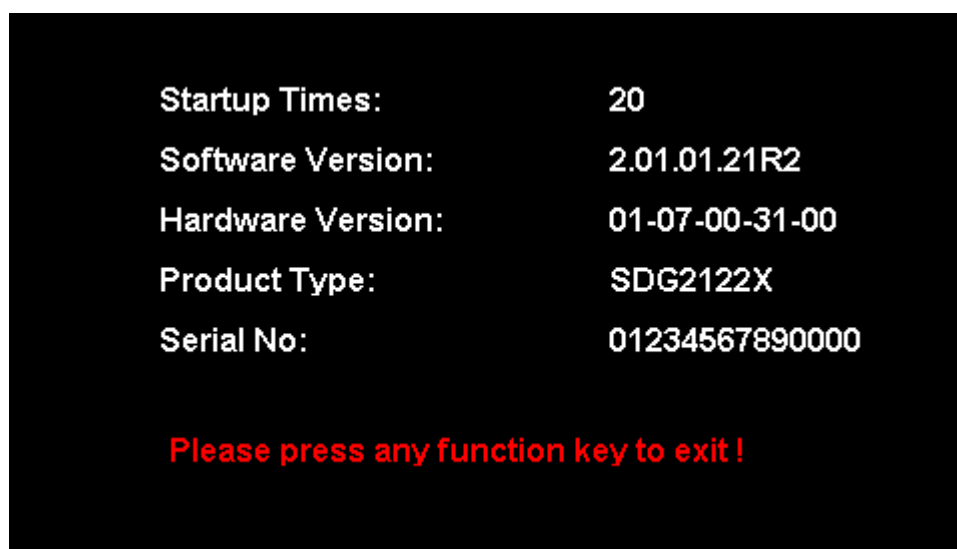 Startup Times: 20
Software Version: 2.01.01.21R2
Hardware Version: 01-07-00-31-00
Product Type: SDG2122X
Serial No: 01234567890000
Please press any function key to exit !